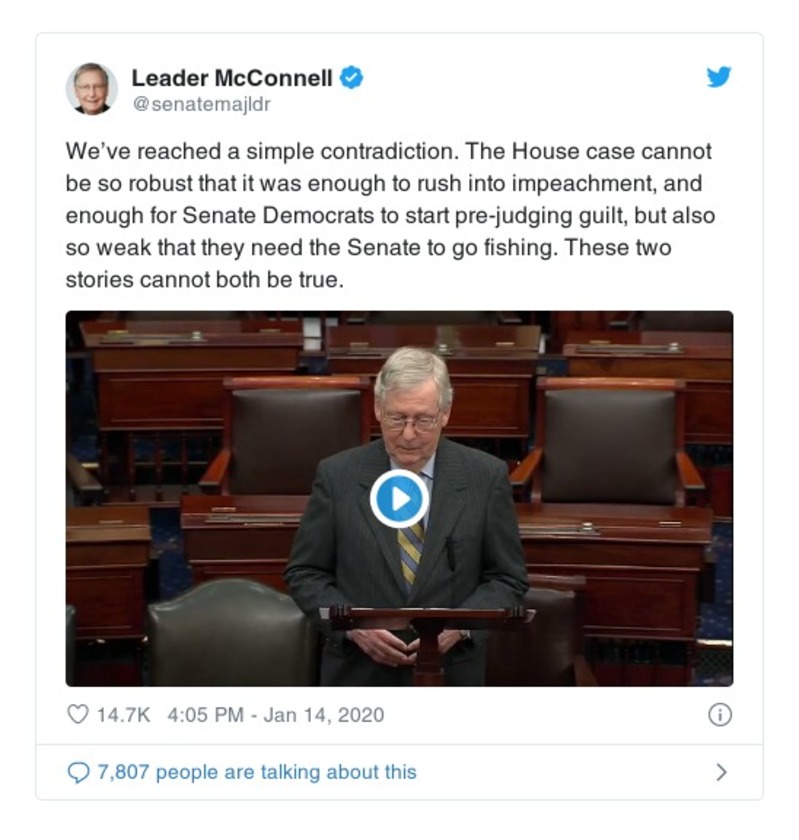 Leader McConnell
@senatemajldr
We've reached a simple contradiction. The House case cannot
be so robust that it was enough to rush into impeachment, and
enough for Senate Democrats to start pre-judging guilt, but also
so weak that they need the Senate to go fishing. These two
stories cannot both be true.
14.7K 4:05 PM - Jan 14, 2020
7,807 people are talking about this